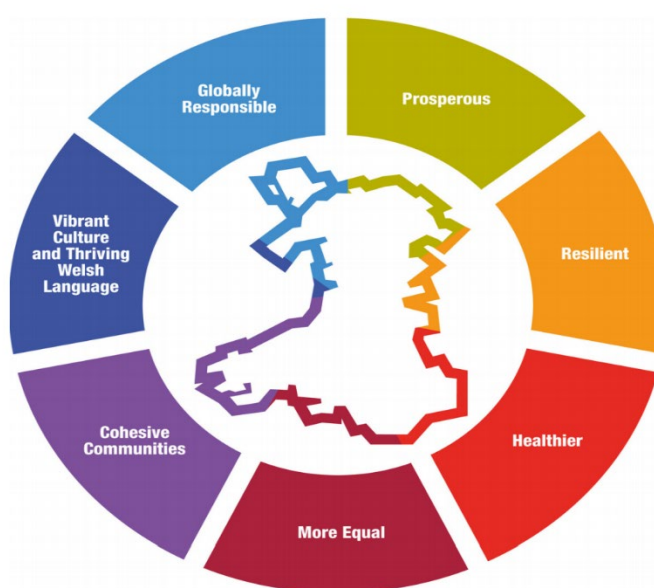 Globally
Responsible
Prosperous
Resilient
Healthier
More Equal
Cohesive
Communities
Vibrant
Culture
and Thriving
Welsh
Language